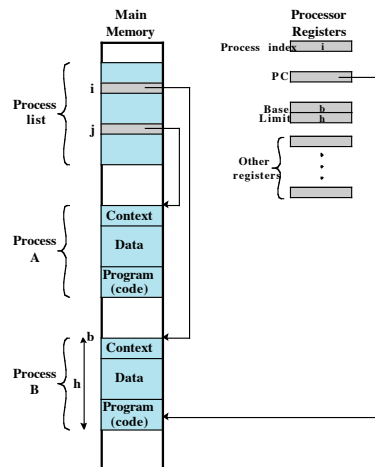 Main
Memory
Processor
Registers
Process index
i
PC
Base
b
Limit
h
Other
registers
Process
list
i
j
Process
A
Context
Data
Program
(code)
Process
B
b
h
Context
Data
Program
(code)